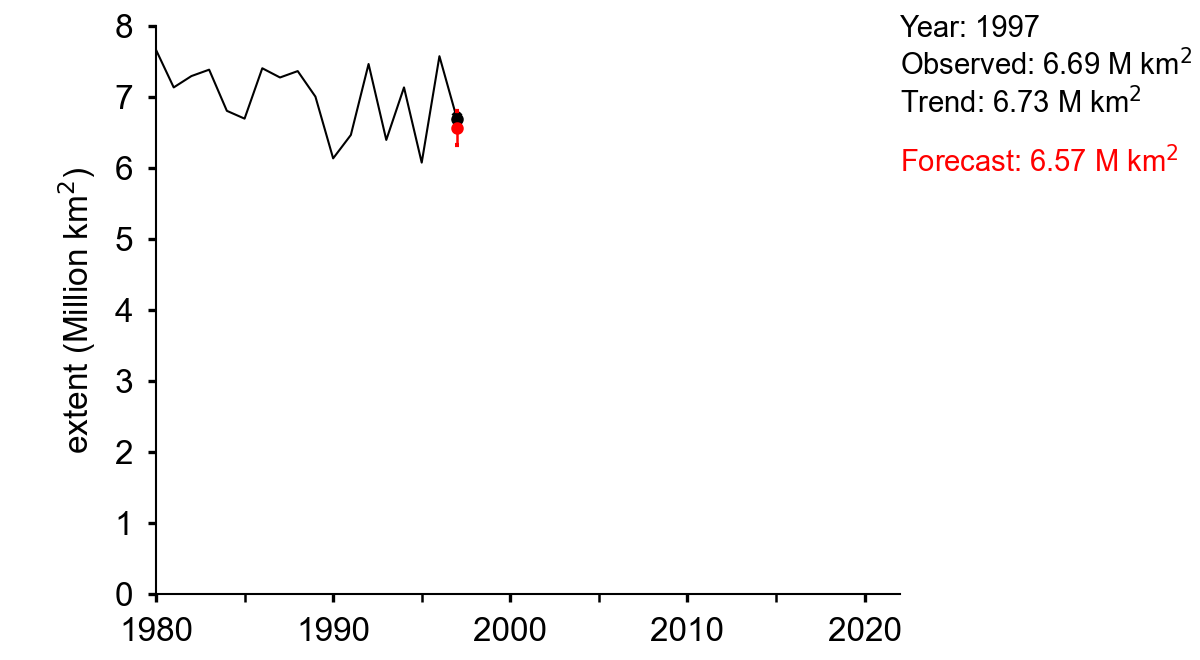 Year: 1997
Observed: 6.69 M km²
Trend: 6.73 M km²
Forecast: 6.57 M km²
extent (Million km²)
8
7
6
5
4
3
2
1
0
1980 1990 2000 2010 2020